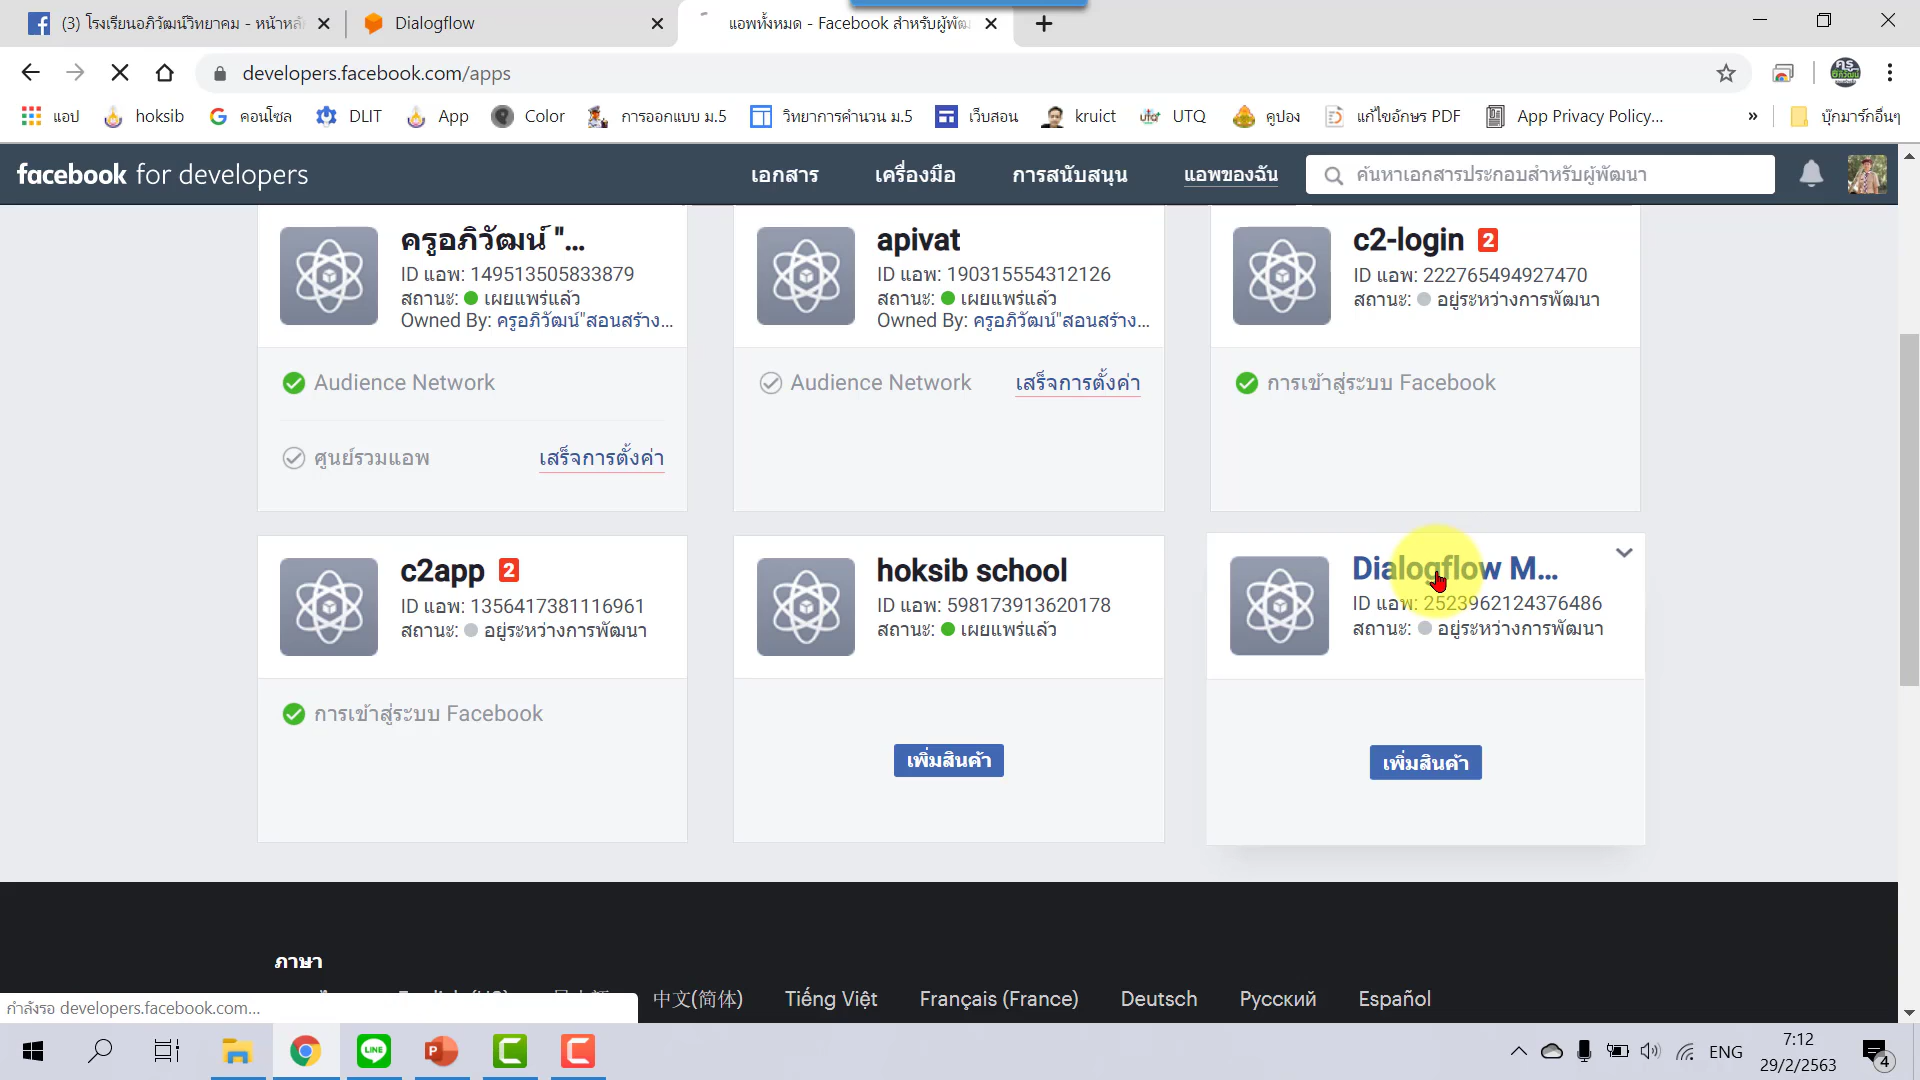 (3) โรงเรียนอภิวัฒน์วิทยาคม - หน้าหลัก
Dialogflow
แอพทั้งหมด - Facebook สำหรับผู้พัฒ
developers.facebook.com/apps
แอป
hoksib
คอนโซล
DLIT
App
Color
การออกแบบ ม.5
วิทยาการคำนวน ม.5
เว็บสอน
kruict
UTQ
คูปอง
แก้ไขอักษร PDF
App Privacy Policy...
»
บุ๊กมาร์กอื่นๆ
facebook for developers
เอกสาร
เครื่องมือ
การสนับสนุน
แอพของฉัน
ค้นหาเอกสารประกอบสำหรับผู้พัฒนา
ครูอภิวัฒน์ "...
ID แอพ: 149513505833879
สถานะ: เผยแพร่แล้ว
Owned By: ครูอภิวัฒน์"สอนสร้าง...
Audience Network
ศูนย์รวมแอพ
เสร็จการตั้งค่า
apivat
ID แอพ: 190315554312126
สถานะ: เผยแพร่แล้ว
Owned By: ครูอภิวัฒน์"สอนสร้าง...
Audience Network
เสร็จการตั้งค่า
c2-login 2
ID แอพ: 222765494927470
สถานะ: อยู่ระหว่างการพัฒนา
การเข้าสู่ระบบ Facebook
c2app 2
ID แอพ: 1356417381116961
สถานะ: อยู่ระหว่างการพัฒนา
การเข้าสู่ระบบ Facebook
hoksib school
ID แอพ: 598173913620178
สถานะ: เผยแพร่แล้ว
เพิ่มสินค้า
Dialogflow M...
ID แอพ: 2523962124376486
สถานะ: อยู่ระหว่างการพัฒนา
เพิ่มสินค้า
ภาษา
中文(简体)
Tiếng Việt
Français (France)
Deutsch
Русский
Español
กำลังรอ developers.facebook.com...
ENG
7:12
29/2/2563
4